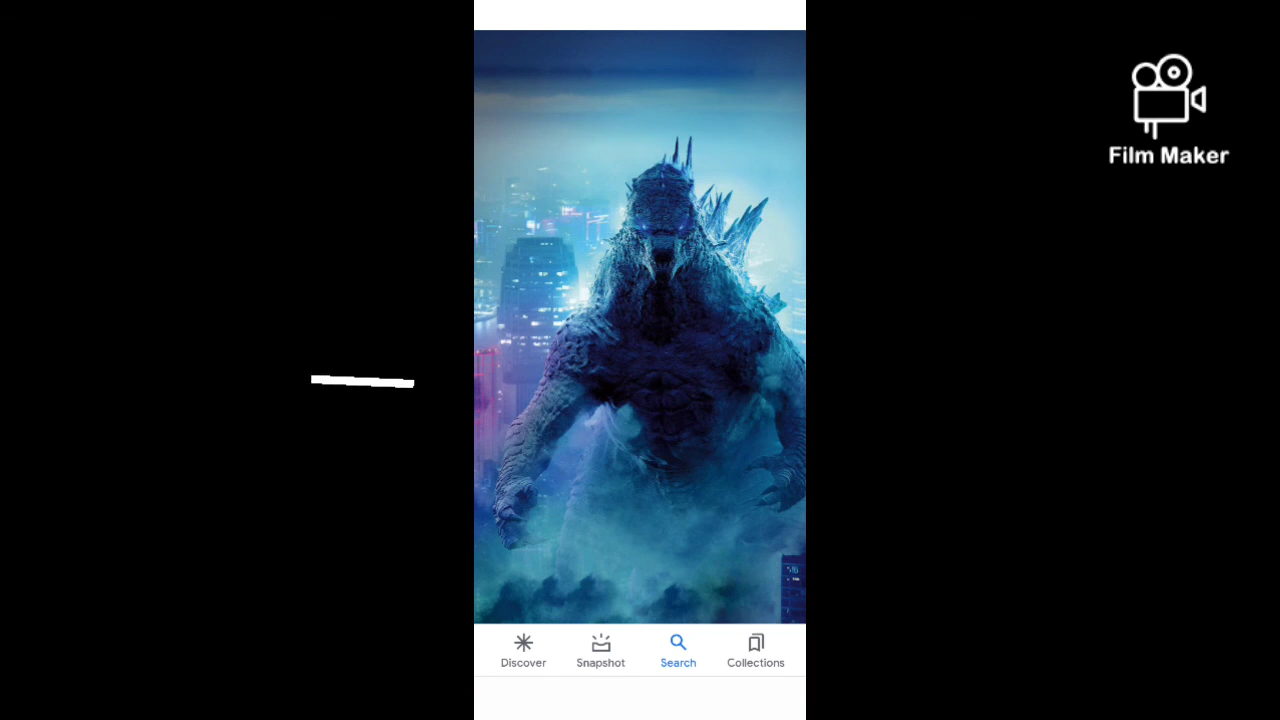 Film Maker
Discover
Snapshot
Search
Collections